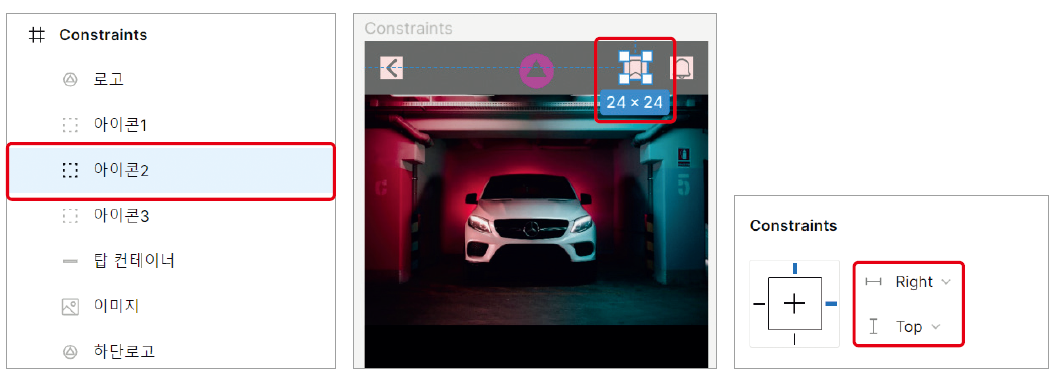 Constraints
로고
아이콘1
아이콘2
아이콘3
탑 컨테이너
이미지
하단로고
Constraints
24 × 24
5
Constraints
Right
Top